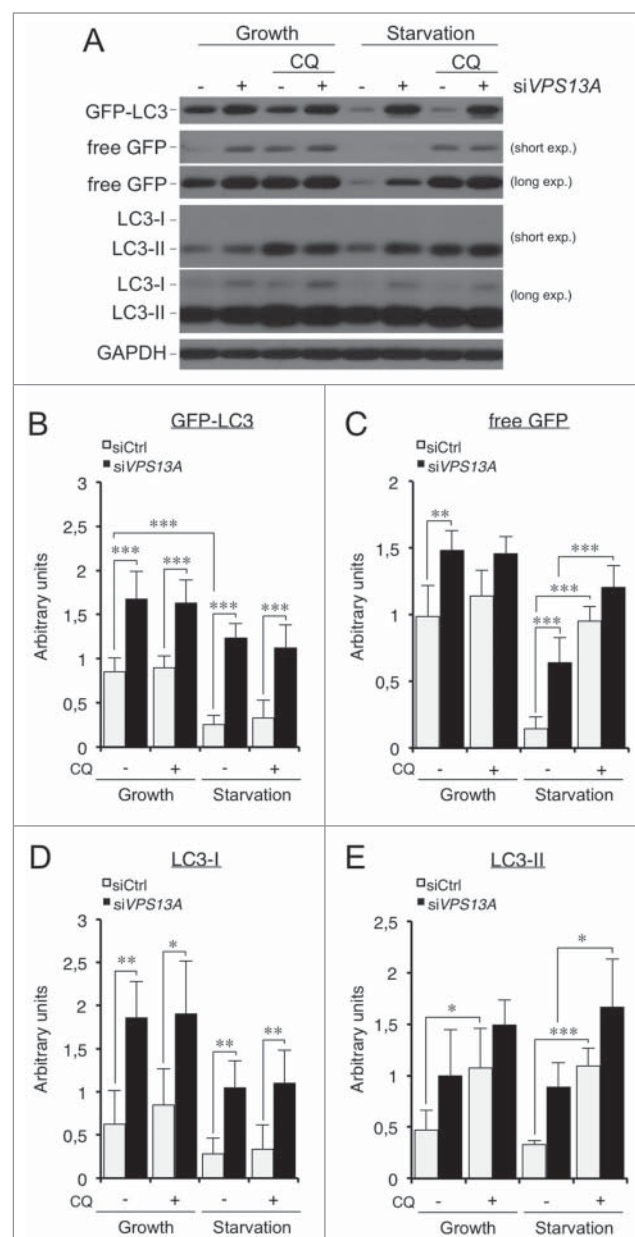 A
Growth Starvation
CQ CQ
- + - + - + - + siVPS13A
GFP-LC3
free GFP (short exp.)
free GFP (long exp.)
LC3-I
LC3-II (short exp.)
LC3-I
LC3-II (long exp.)
GAPDH
B
GFP-LC3
siCtrl
siVPS13A
Arbitrary units
3
2,5
2
1,5
1
0,5
0
***
*** *** *** ***
CQ - + - +
Growth Starvation
C
free GFP
siCtrl
siVPS13A
Arbitrary units
2
1,5
1
0,5
0
**
***
***
***
CQ - + - +
Growth Starvation
D
LC3-I
siCtrl
siVPS13A
Arbitrary units
3
2,5
2
1,5
1
0,5
0
** * ** **
CQ - + - +
Growth Starvation
E
LC3-II
siCtrl
siVPS13A
Arbitrary units
3
2,5
2
1,5
1
0,5
0
*
*
***
CQ - + - +
Growth Starvation